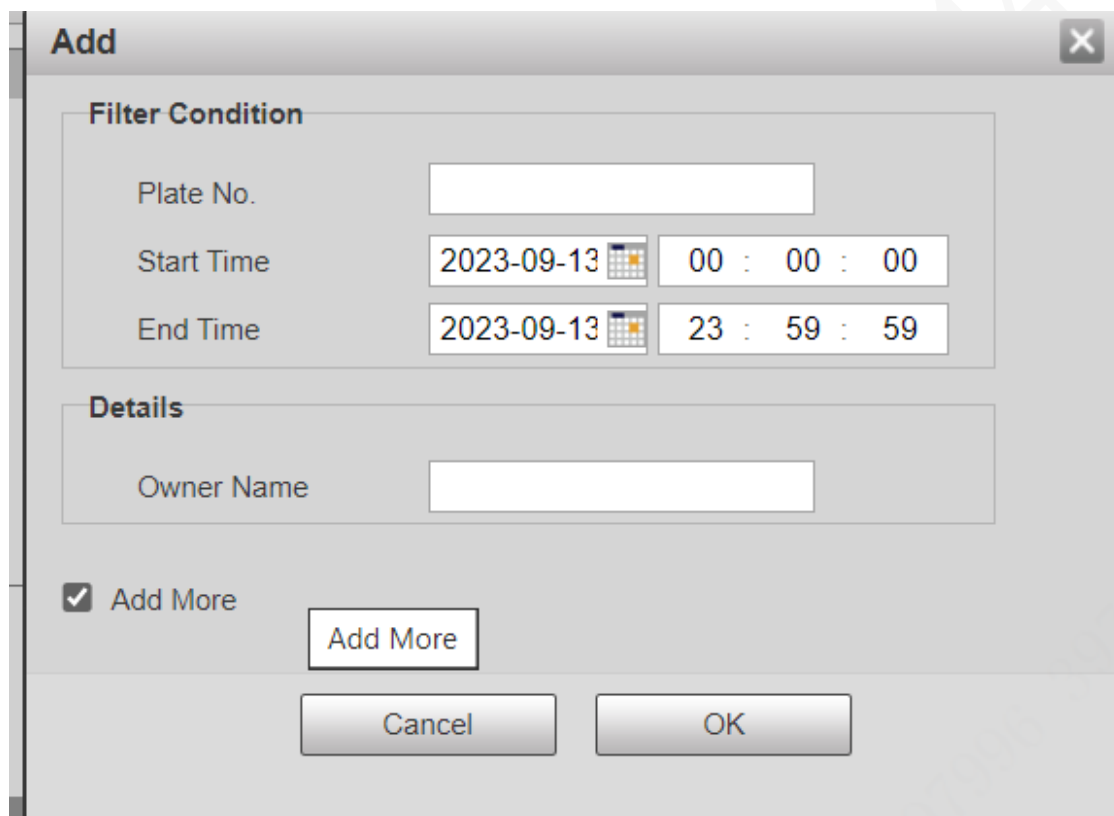 Add
Filter Condition
Plate No.
Start Time 2023-09-13 00 : 00 : 00
End Time 2023-09-13 23 : 59 : 59
Details
Owner Name
Add More
Add More
Cancel OK